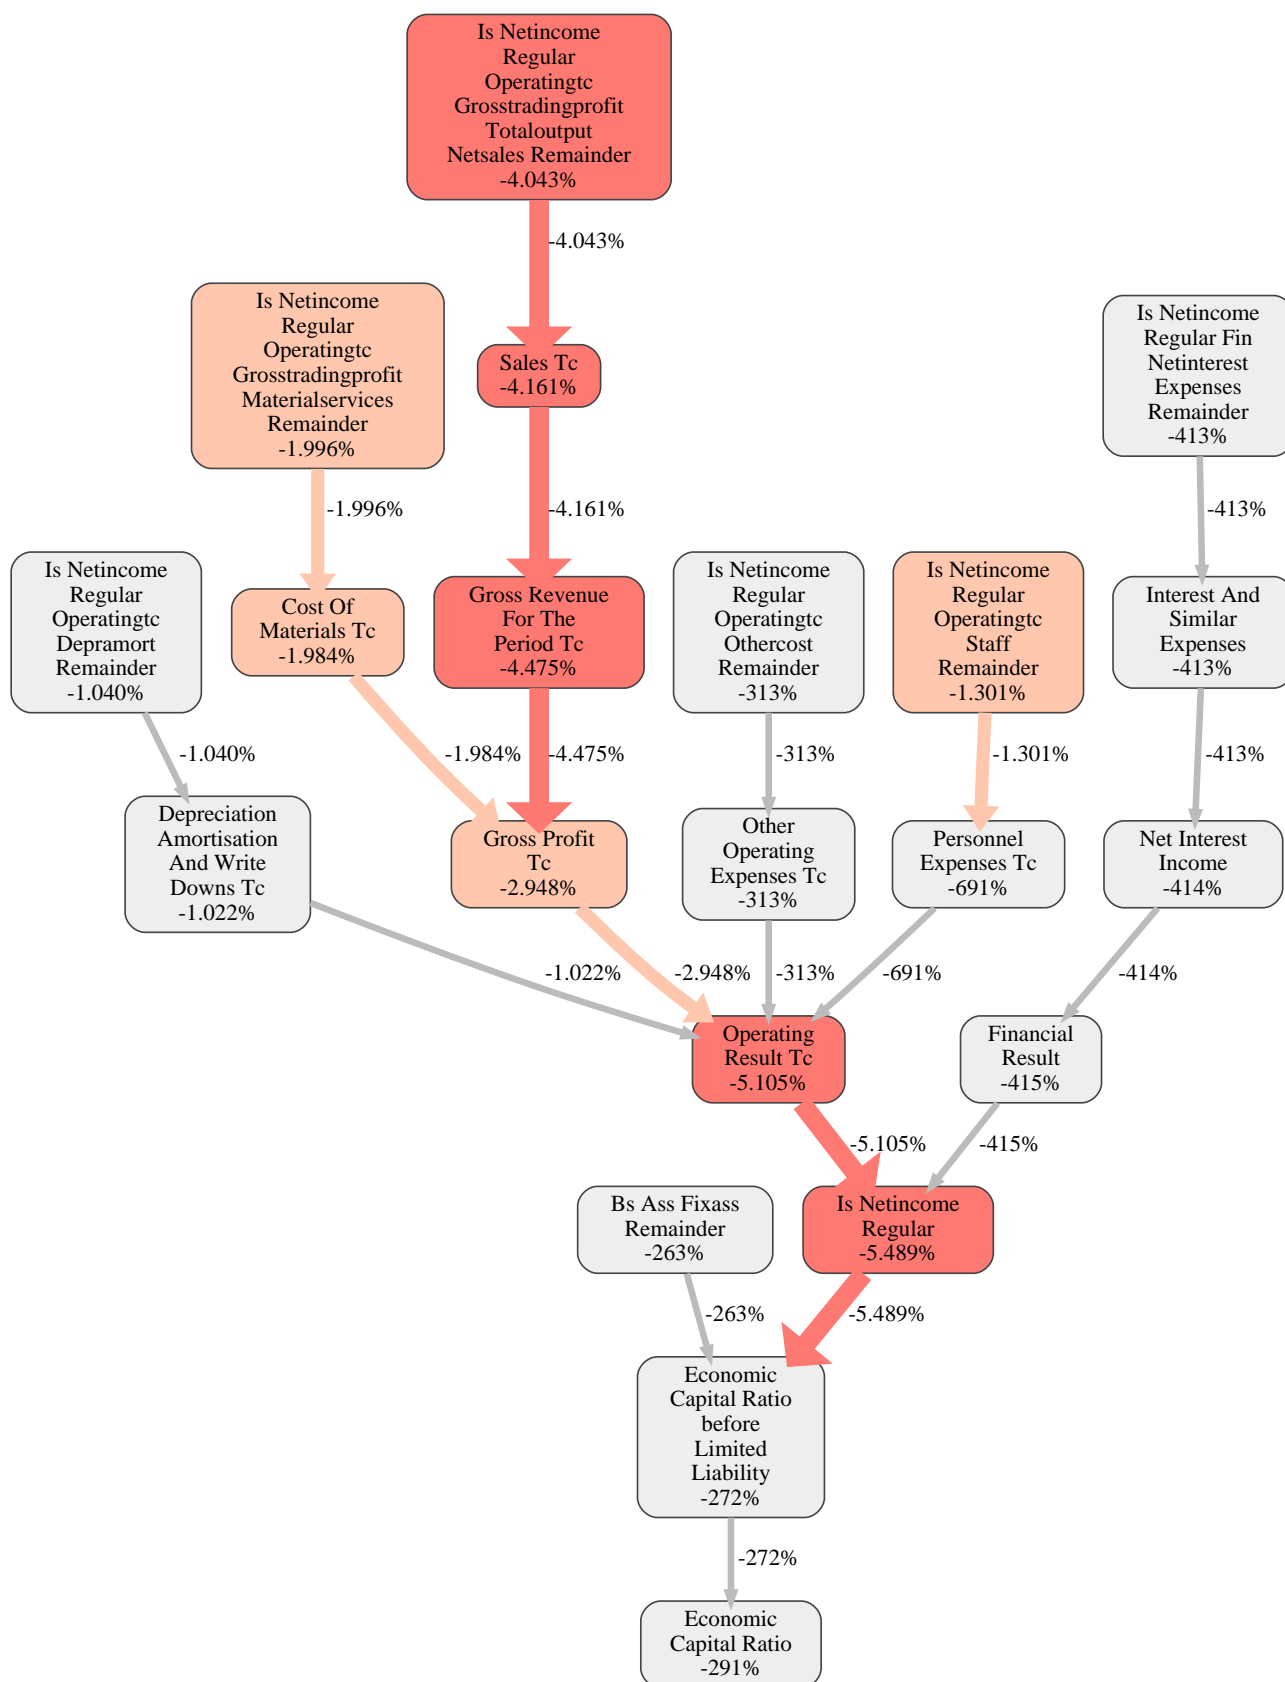 Is Netincome
Regular
Operatingtc
Grosstradingprofit
Totaloutput
Netsales Remainder
-4.043%
-4.043%
Is Netincome
Regular
Operatingtc
Grosstradingprofit
Materialservices
Remainder
-1.996%
Sales Tc
-4.161%
Is Netincome
Regular Fin
Netinterest
Expenses
Remainder
-413%
-1.996%
-4.161%
-413%
Is Netincome
Regular
Operatingtc
Depramort
Remainder
-1.040%
Cost Of
Materials Tc
-1.984%
Gross Revenue
For The
Period Tc
-4.475%
Is Netincome
Regular
Operatingtc
Othercost
Remainder
-313%
Is Netincome
Regular
Operatingtc
Staff
Remainder
-1.301%
Interest And
Similar
Expenses
-413%
-1.040%
-1.984%
-4.475%
-313%
-1.301%
-413%
Depreciation
Amortisation
And Write
Downs Tc
-1.022%
Gross Profit
Tc
-2.948%
Other
Operating
Expenses Tc
-313%
Personnel
Expenses Tc
-691%
Net Interest
Income
-414%
-1.022%
-2.948%
-313%
-691%
-414%
Operating
Result Tc
-5.105%
Financial
Result
-415%
-5.105%
-415%
Bs Ass Fixass
Remainder
-263%
Is Netincome
Regular
-5.489%
-263%
-5.489%
Economic
Capital Ratio
before
Limited
Liability
-272%
-272%
Economic
Capital Ratio
-291%